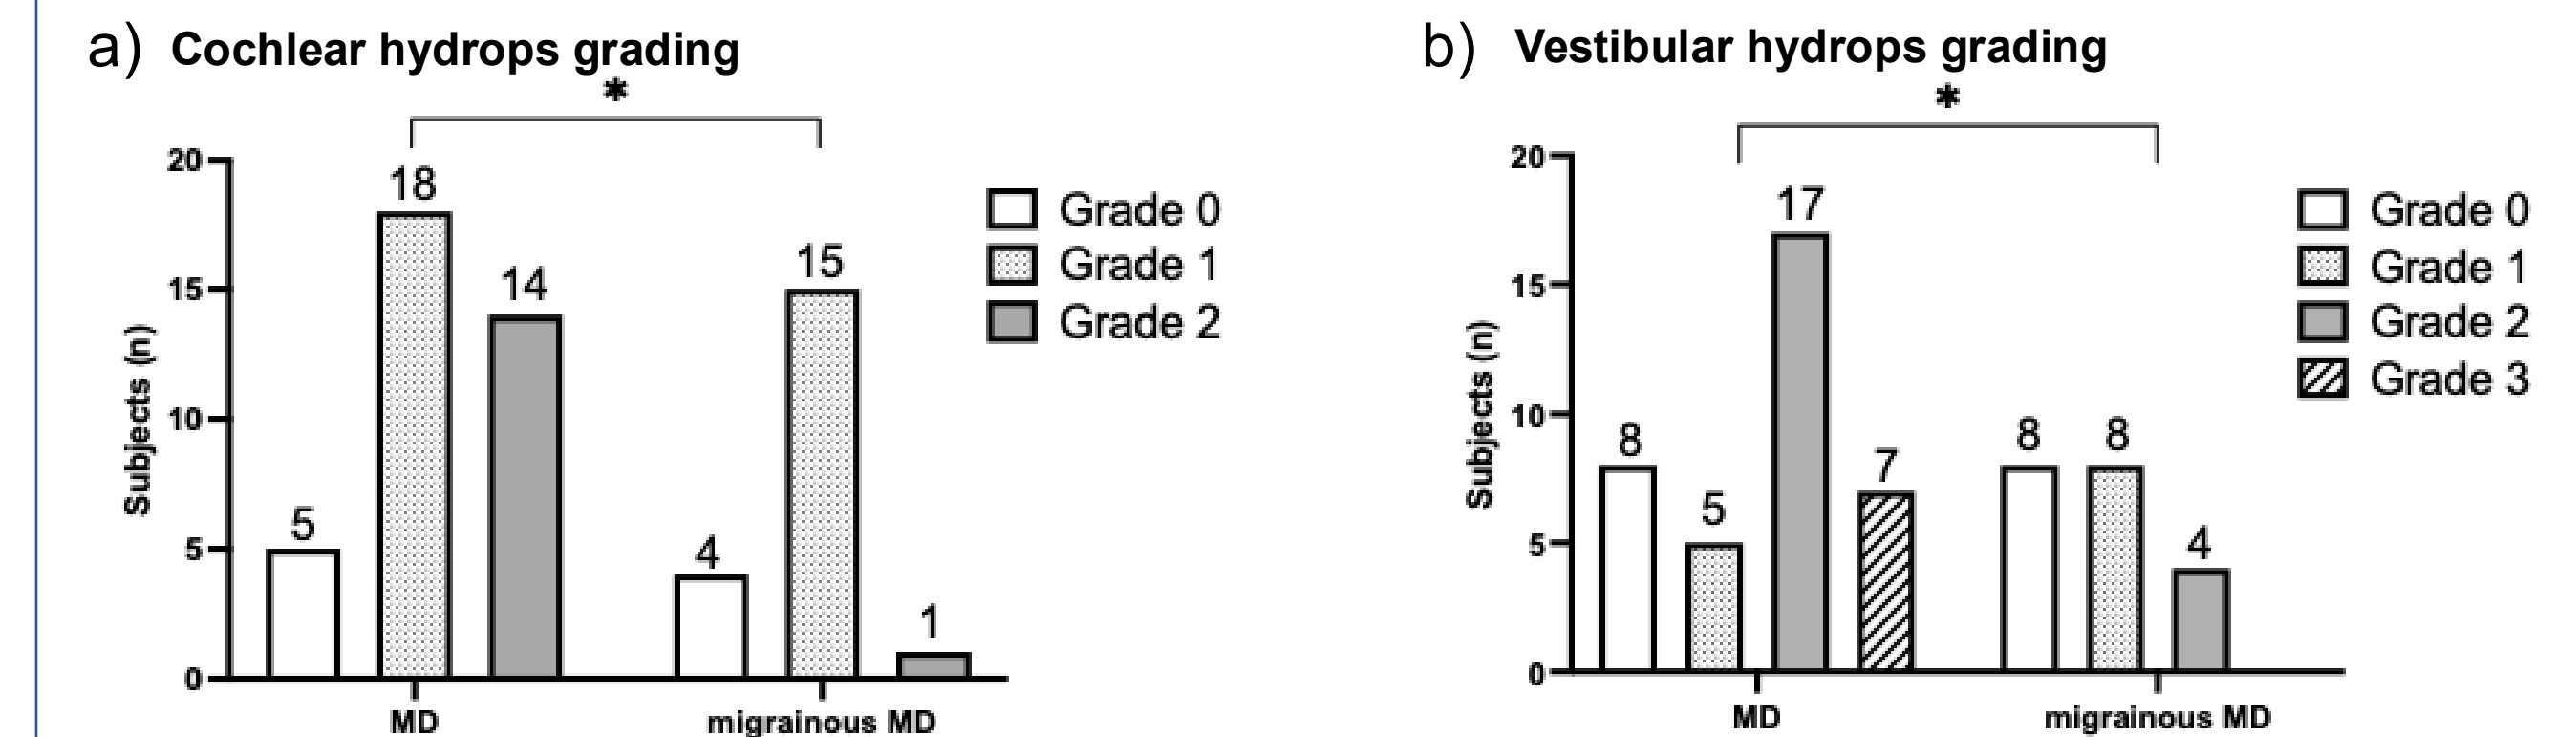 a) Cochlear hydrops grading
*
20
15
10
5
0
Subjects (n)
5
18
14
4
15
1
MD
migrainous MD
Grade 0
Grade 1
Grade 2
b) Vestibular hydrops grading
*
20
15
10
5
0
Subjects (n)
8
5
17
7
8
8
4
MD
migrainous MD
Grade 0
Grade 1
Grade 2
Grade 3